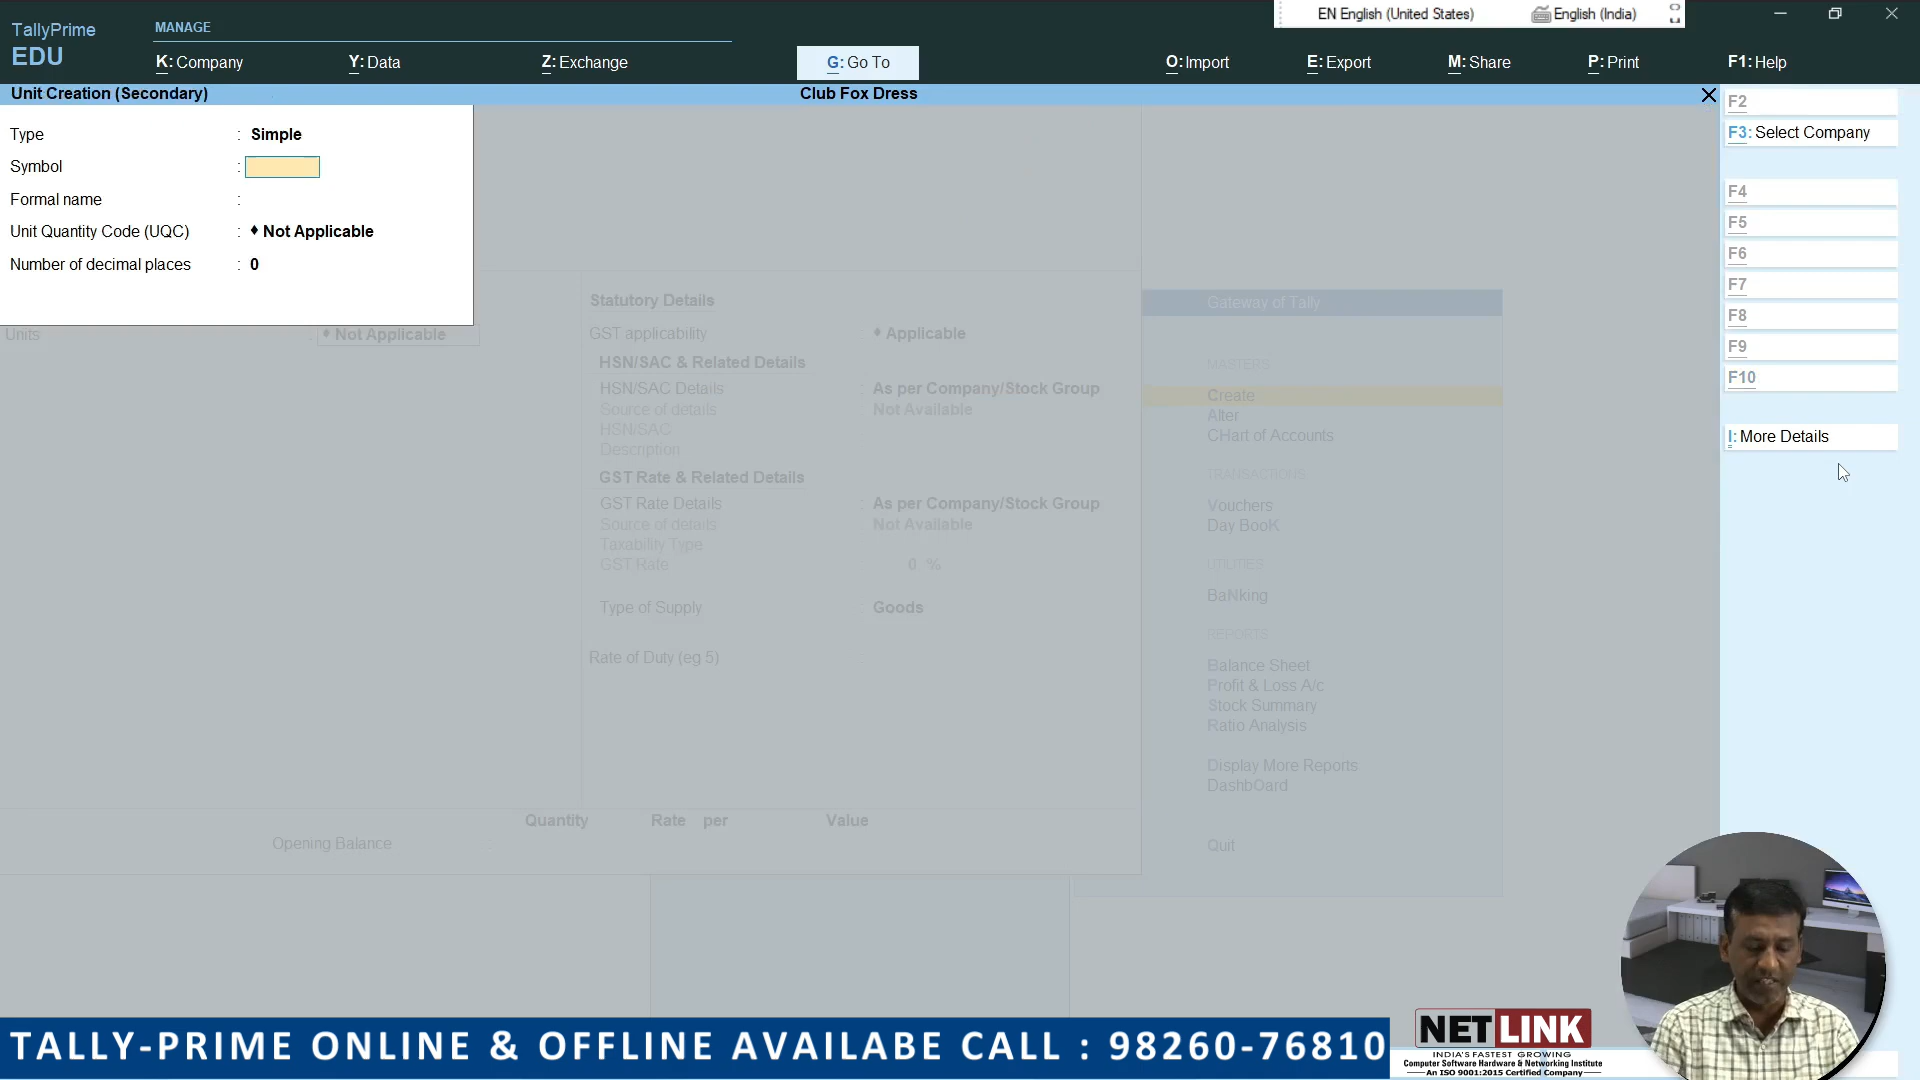 TallyPrime
EDU
MANAGE
K: Company
Y: Data
Z: Exchange
G: Go To
O: Import
E: Export
M: Share
P: Print
F1: Help
EN English (United States)
English (India)
Unit Creation (Secondary)
Club Fox Dress
Type : Simple
Symbol :
Formal name :
Unit Quantity Code (UQC) : ♦ Not Applicable
Number of decimal places : 0
Units : ♦ Not Applicable
Statutory Details
GST applicability ♦ Applicable
HSN/SAC & Related Details
HSN/SAC Details : As per Company/Stock Group
Source of details Not Available
HSN/SAC
Description
GST Rate & Related Details
GST Rate Details : As per Company/Stock Group
Source of details Not Available
Taxability Type
GST Rate 0 %
Type of Supply : Goods
Rate of Duty (eg 5)
Quantity Rate per Value
Opening Balance :
Gateway of Tally
MASTERS
Create
Alter
CHart of Accounts
TRANSACTIONS
Vouchers
Day BooK
UTILITIES
BaNking
REPORTS
Balance Sheet
Profit & Loss A/c
Stock Summary
Ratio Analysis
Display More Reports
DashbOard
Quit
F2
F3: Select Company
F4
F5
F6
F7
F8
F9
F10
I: More Details
TALLY-PRIME ONLINE & OFFLINE AVAILABE CALL : 98260-76810
NETLINK
INDIA'S FASTEST GROWING
Computer Software Hardware & Networking Institute
An ISO 9001:2015 Certified Company